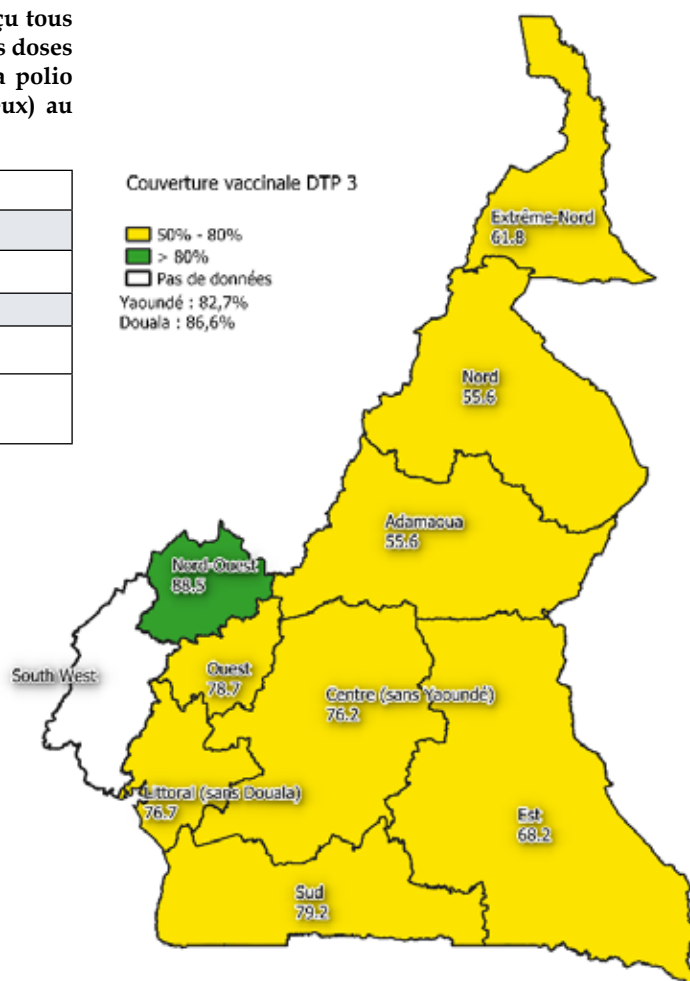 çu tous
s doses
a polio
eux) au
Couverture vaccinale DTP 3
50% - 80%
> 80%
Pas de données
Yaoundé : 82,7%
Douala : 86,6%
Extrême-Nord
61.8
Nord
55.6
Adamaoua
55.6
Nord-Ouest
88.5
South West
Ouest
78.7
Centre (sans Yaoundé)
76.2
Littoral (sans Douala)
76.7
Est
68.2
Sud
79.2